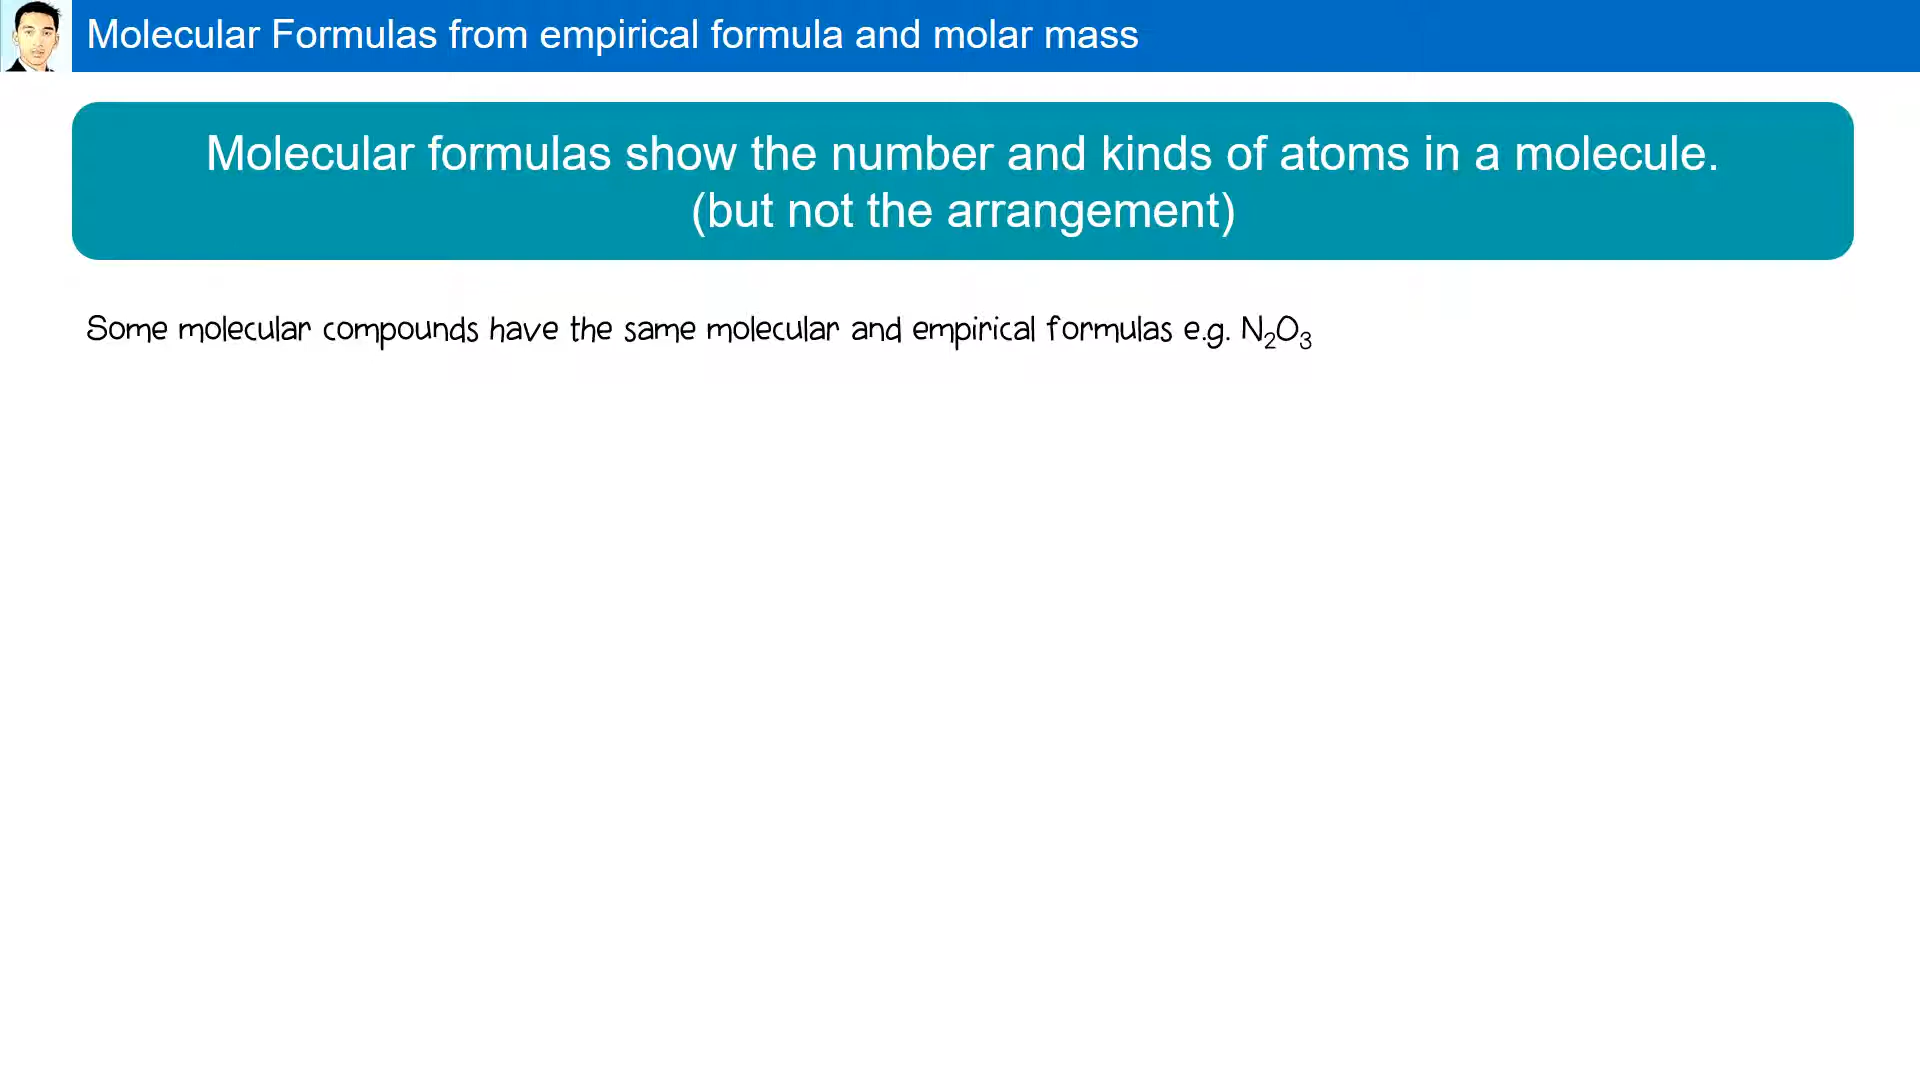 Molecular Formulas from empirical formula and molar mass
Molecular formulas show the number and kinds of atoms in a molecule.
(but not the arrangement)
Some molecular compounds have the same molecular and empirical formulas e.g. N₂O₃